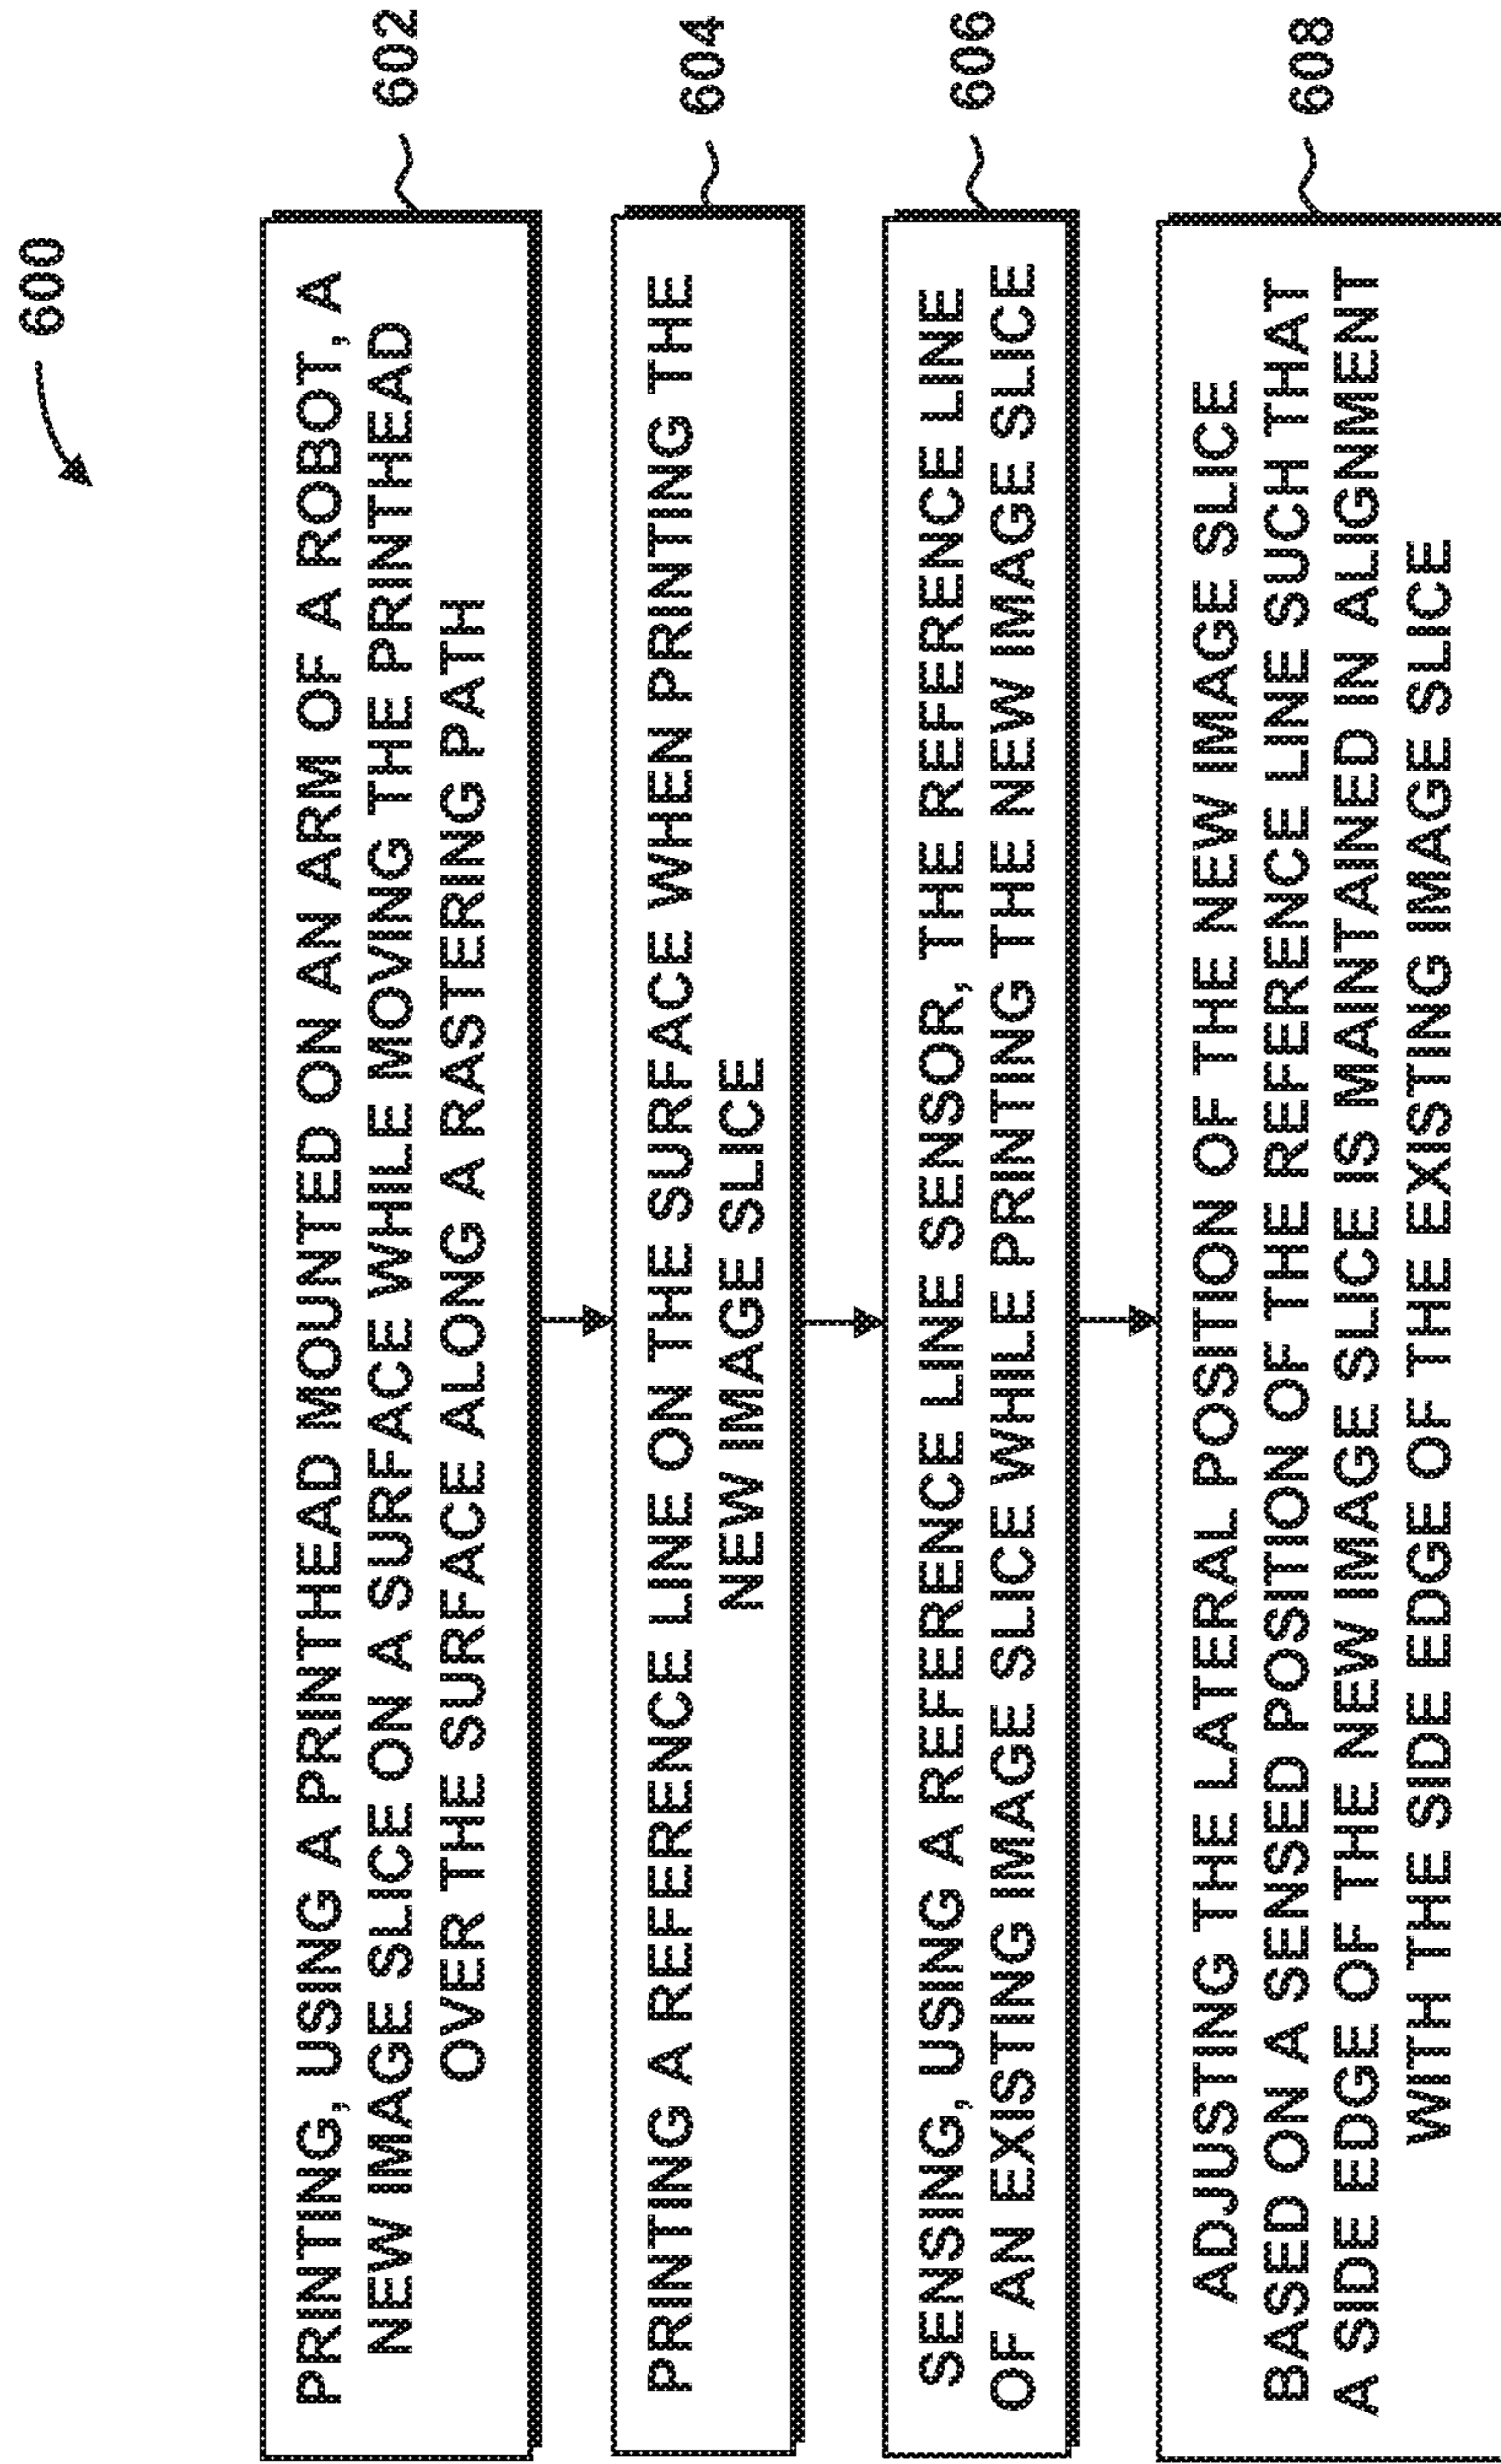 600
PRINTING, USING A PRINTHEAD MOUNTED ON AN ARM OF A ROBOT, A
NEW IMAGE SLICE ON A SURFACE WHILE MOVING THE PRINTHEAD
OVER THE SURFACE ALONG A RASTERING PATH
602
PRINTING A REFERENCE LINE ON THE SURFACE WHEN PRINTING THE
NEW IMAGE SLICE
604
SENSING, USING A REFERENCE LINE SENSOR, THE REFERENCE LINE
OF AN EXISTING IMAGE SLICE WHILE PRINTING THE NEW IMAGE SLICE
606
ADJUSTING THE LATERAL POSITION OF THE NEW IMAGE SLICE
BASED ON A SENSED POSITION OF THE REFERENCE LINE SUCH THAT
A SIDE EDGE OF THE NEW IMAGE SLICE IS MAINTAINED IN ALIGNMENT
WITH THE SIDE EDGE OF THE EXISTING IMAGE SLICE
608